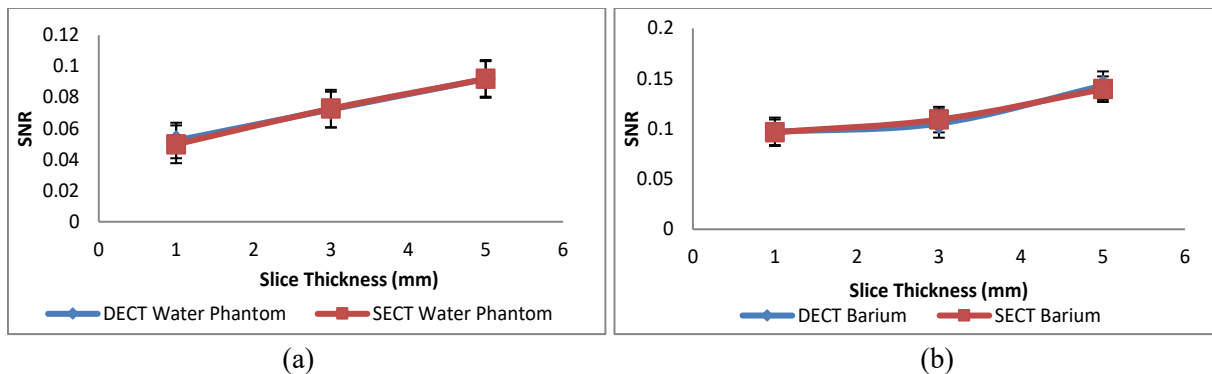 0.12
0.1
0.08
0.06
0.04
0.02
0
SNR
0 1 2 3 4 5 6
Slice Thickness (mm)
DECT Water Phantom SECT Water Phantom
(a)
0.2
0.15
0.1
0.05
0
SNR
0 1 2 3 4 5 6
Slice Thickness (mm)
DECT Barium SECT Barium
(b)